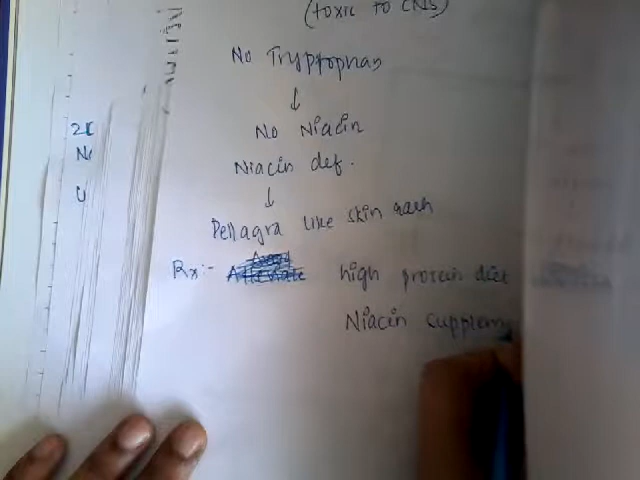 (toxic to CNS)
No Tryptophan
↓
No Niacin
Niacin def.
↓
Pellagra like skin rash
Rx:- high protein diet
Niacin supplem